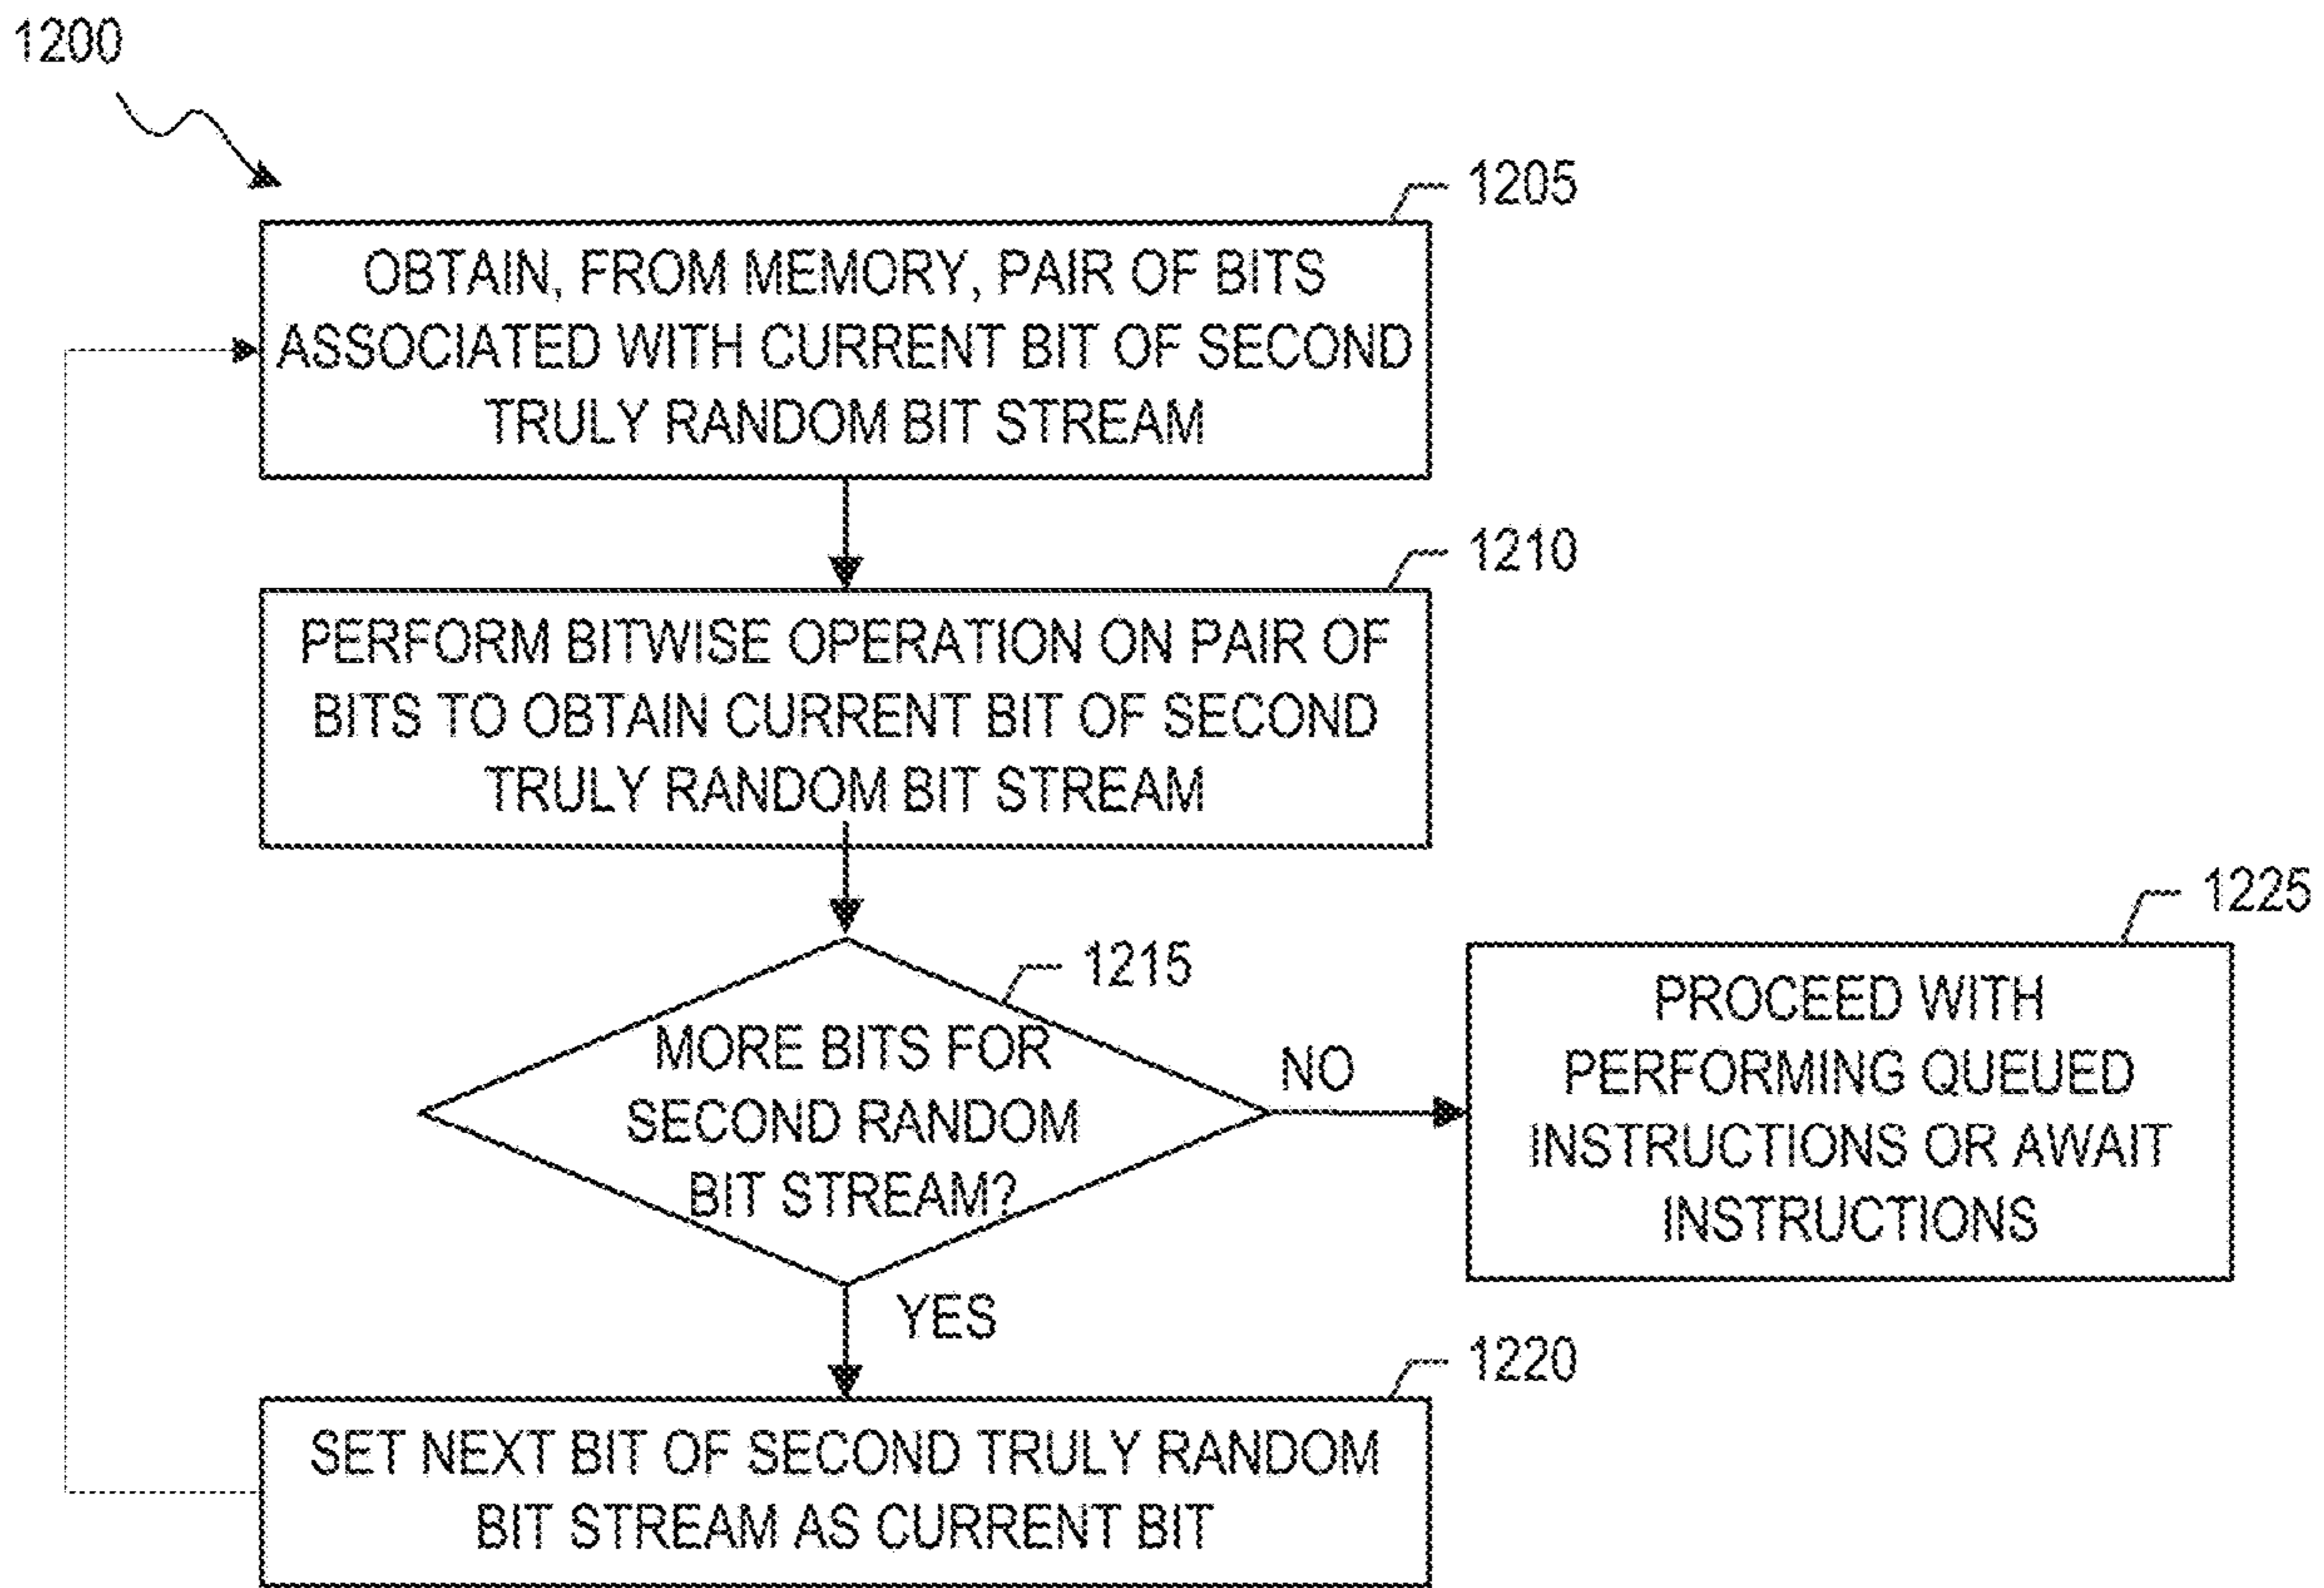 1200
1205
OBTAIN, FROM MEMORY, PAIR OF BITS
ASSOCIATED WITH CURRENT BIT OF SECOND
TRULY RANDOM BIT STREAM
1210
PERFORM BITWISE OPERATION ON PAIR OF
BITS TO OBTAIN CURRENT BIT OF SECOND
TRULY RANDOM BIT STREAM
1215
MORE BITS FOR
SECOND RANDOM
BIT STREAM?
NO
YES
1225
PROCEED WITH
PERFORMING QUEUED
INSTRUCTIONS OR AWAIT
INSTRUCTIONS
1220
SET NEXT BIT OF SECOND TRULY RANDOM
BIT STREAM AS CURRENT BIT